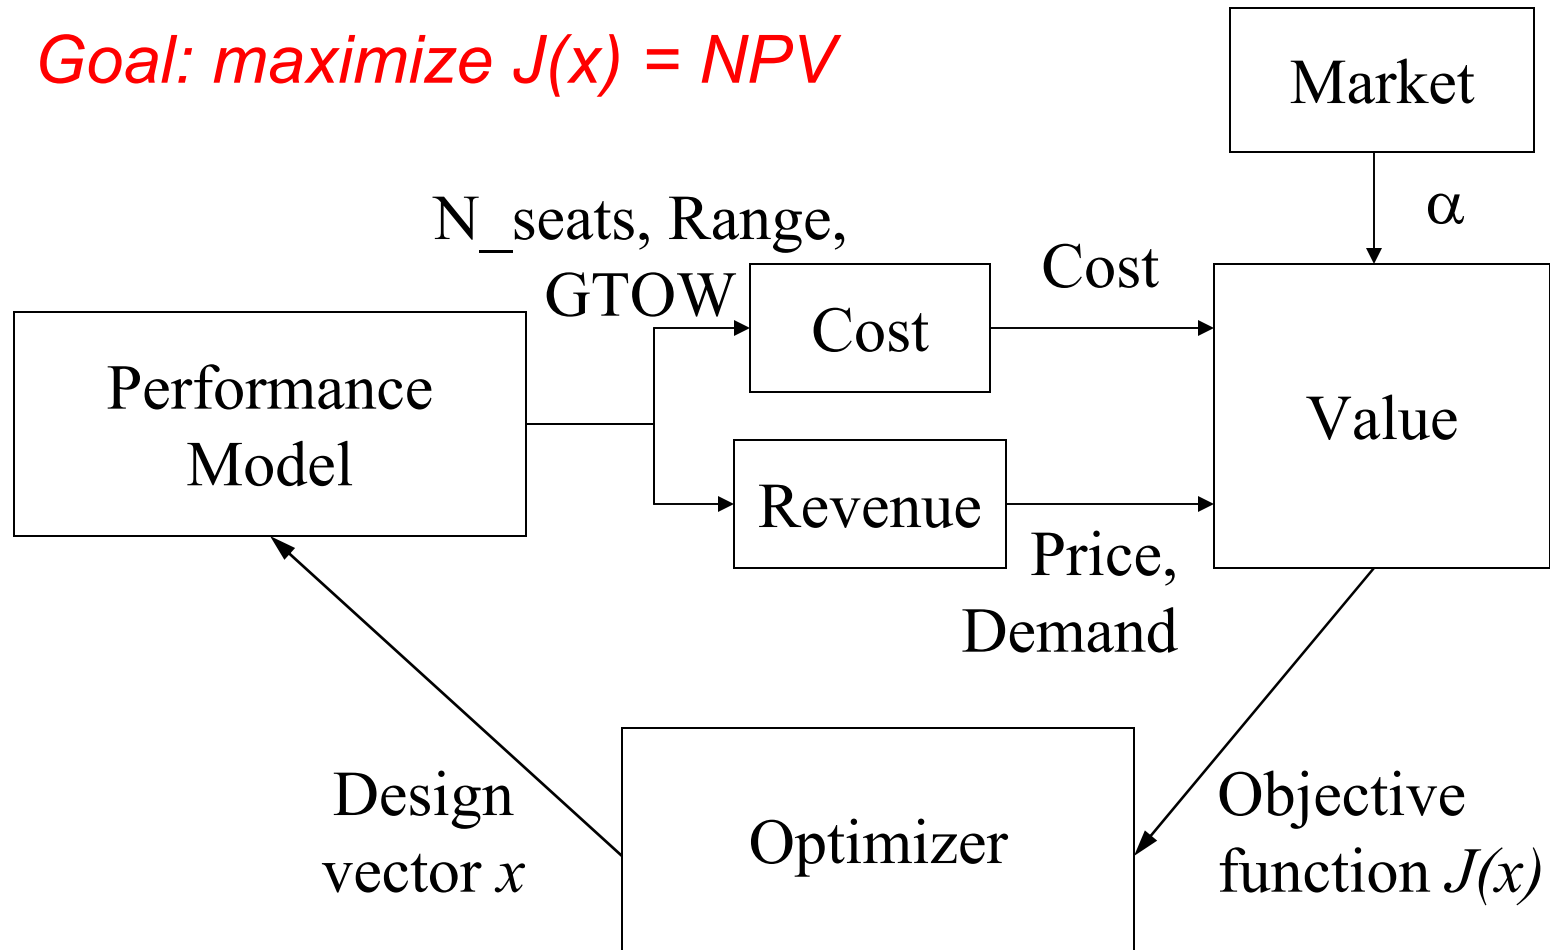 Goal: maximize J(x) = NPV
Market
α
N_seats, Range,
GTOW
Cost
Cost
Performance
Model
Value
Revenue
Price,
Demand
Design
vector x
Optimizer
Objective
function J(x)